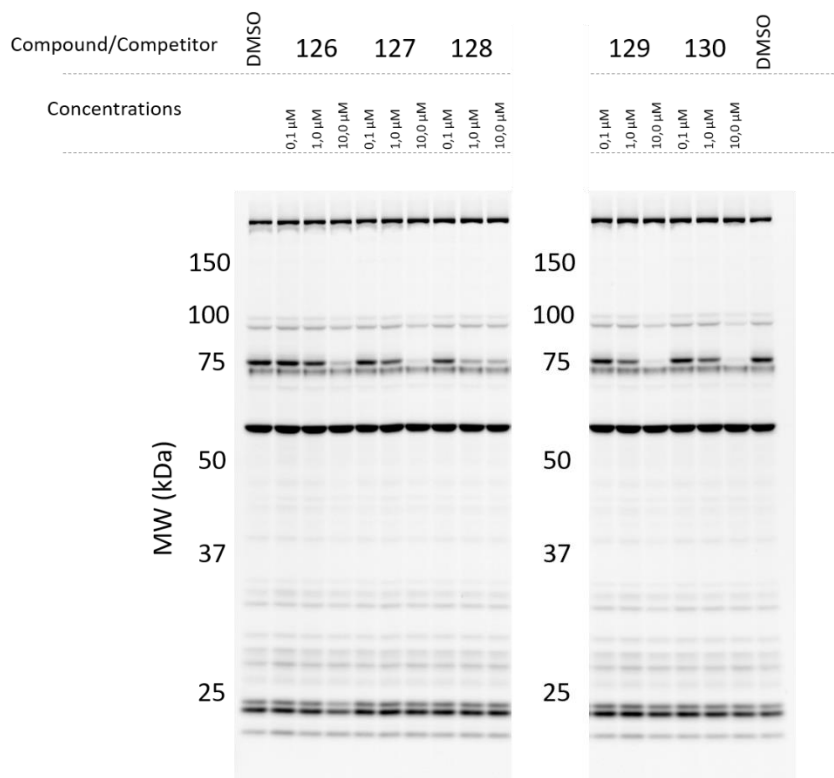 Compound/Competitor DMSO 126 127 128 129 130 DMSO
Concentrations 0,1 µM 1,0 µM 10,0 µM 0,1 µM 1,0 µM 10,0 µM 0,1 µM 1,0 µM 10,0 µM 0,1 µM 1,0 µM 10,0 µM 0,1 µM 1,0 µM 10,0 µM
150 150
100 100
75 75
50 50
MW (kDa)
37 37
25 25